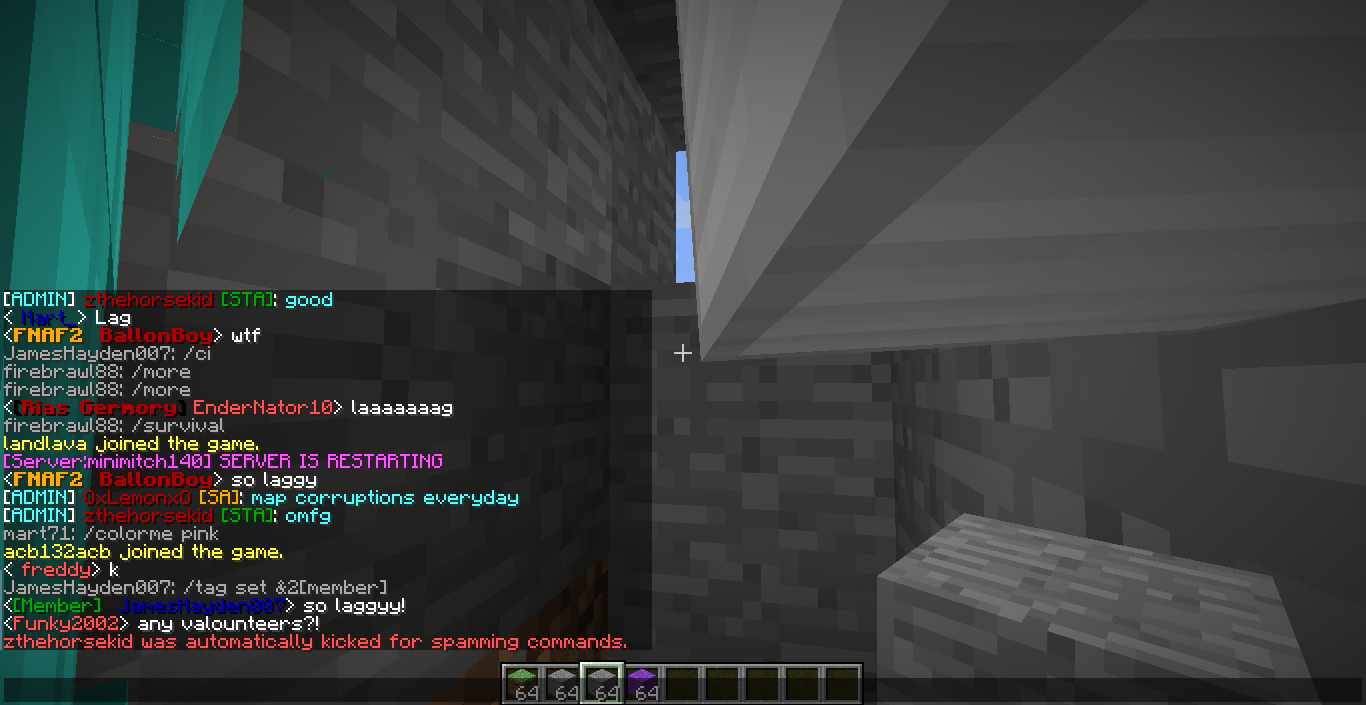 [ADMIN] zthehorsekid [STA]: good
< Mart_> Lag
<FNAF2 BallonBoy> wtf
JamesHayden007: /ci
firebrawl88: /more
firebrawl88: /more
<[Rias Germory] EnderNator10> laaaaaaag
firebrawl88: /survival
landlava joined the game.
[Server:minimitch140] SERVER IS RESTARTING
<FNAF2 BallonBoy> so laggy
[ADMIN] 0xLemonx0 [SA]: map corruptions everyday
[ADMIN] zthehorsekid [STA]: omfg
mart71: /colorme pink
acb132acb joined the game.
< freddy> k
JamesHayden007: /tag set &2[member]
<[Member] JamesHayden007> so laggyy!
<Funky2002> any valounteers?!
zthehorsekid was automatically kicked for spamming commands.
64 64 64 64